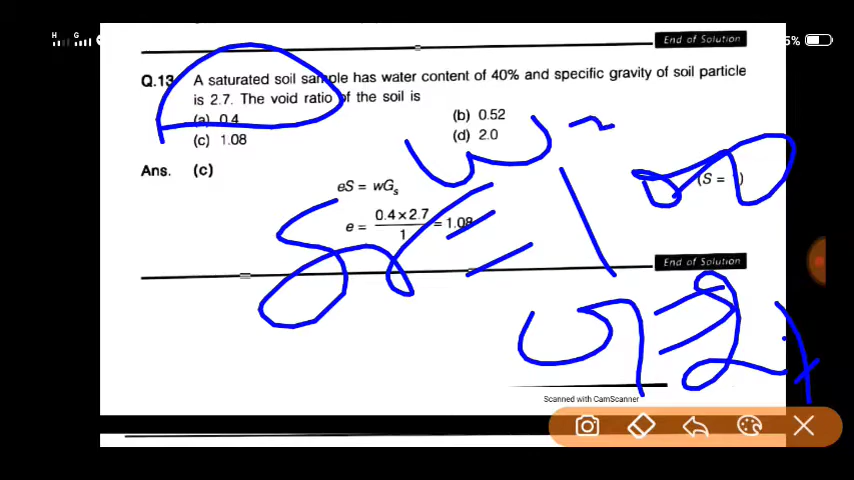 H G 5%
End of Solution
Q.13 A saturated soil sample has water content of 40% and specific gravity of soil particle
is 2.7. The void ratio of the soil is
(a) 0.4 (b) 0.52
(c) 1.08 (d) 2.0
Ans. (c)
eS = wGs (S = 1)
e = 0.4 × 2.7 / 1 = 1.08
End of Solution
Scanned with CamScanner